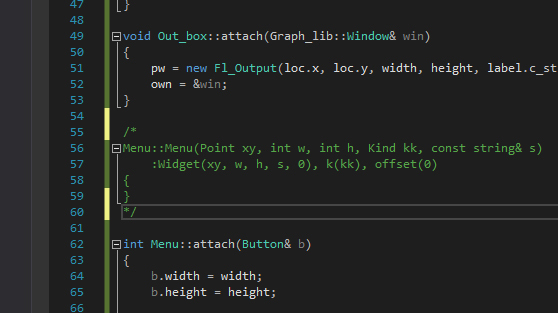 47 }
48
49 void Out_box::attach(Graph_lib::Window& win)
50 {
51 pw = new Fl_Output(loc.x, loc.y, width, height, label.c_st
52 own = &win;
53 }
54
55 /*
56 Menu::Menu(Point xy, int w, int h, Kind kk, const string& s)
57 :Widget(xy, w, h, s, 0), k(kk), offset(0)
58 {
59 }
60 */
61
62 int Menu::attach(Button& b)
63 {
64 b.width = width;
65 b.height = height;
66